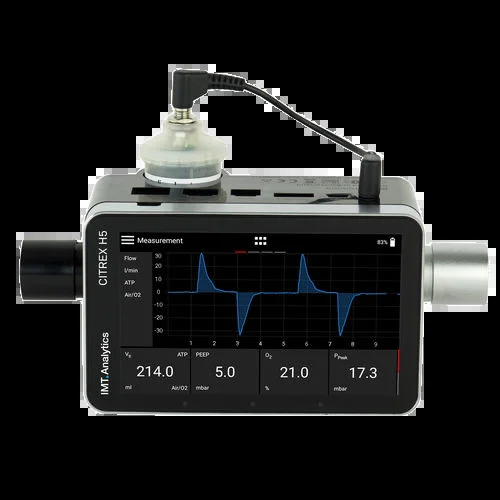 Measurement
83%
CITREX H5
IMT.Analytics
Flow
l/min
ATP
Air/O2
30
20
10
0
-10
-20
-30
1 2 3 4 5 6 7 8 9
ATP PEEP O2 PPeak
214.0 5.0 21.0 17.3
ml Air/O2 mbar % mbar